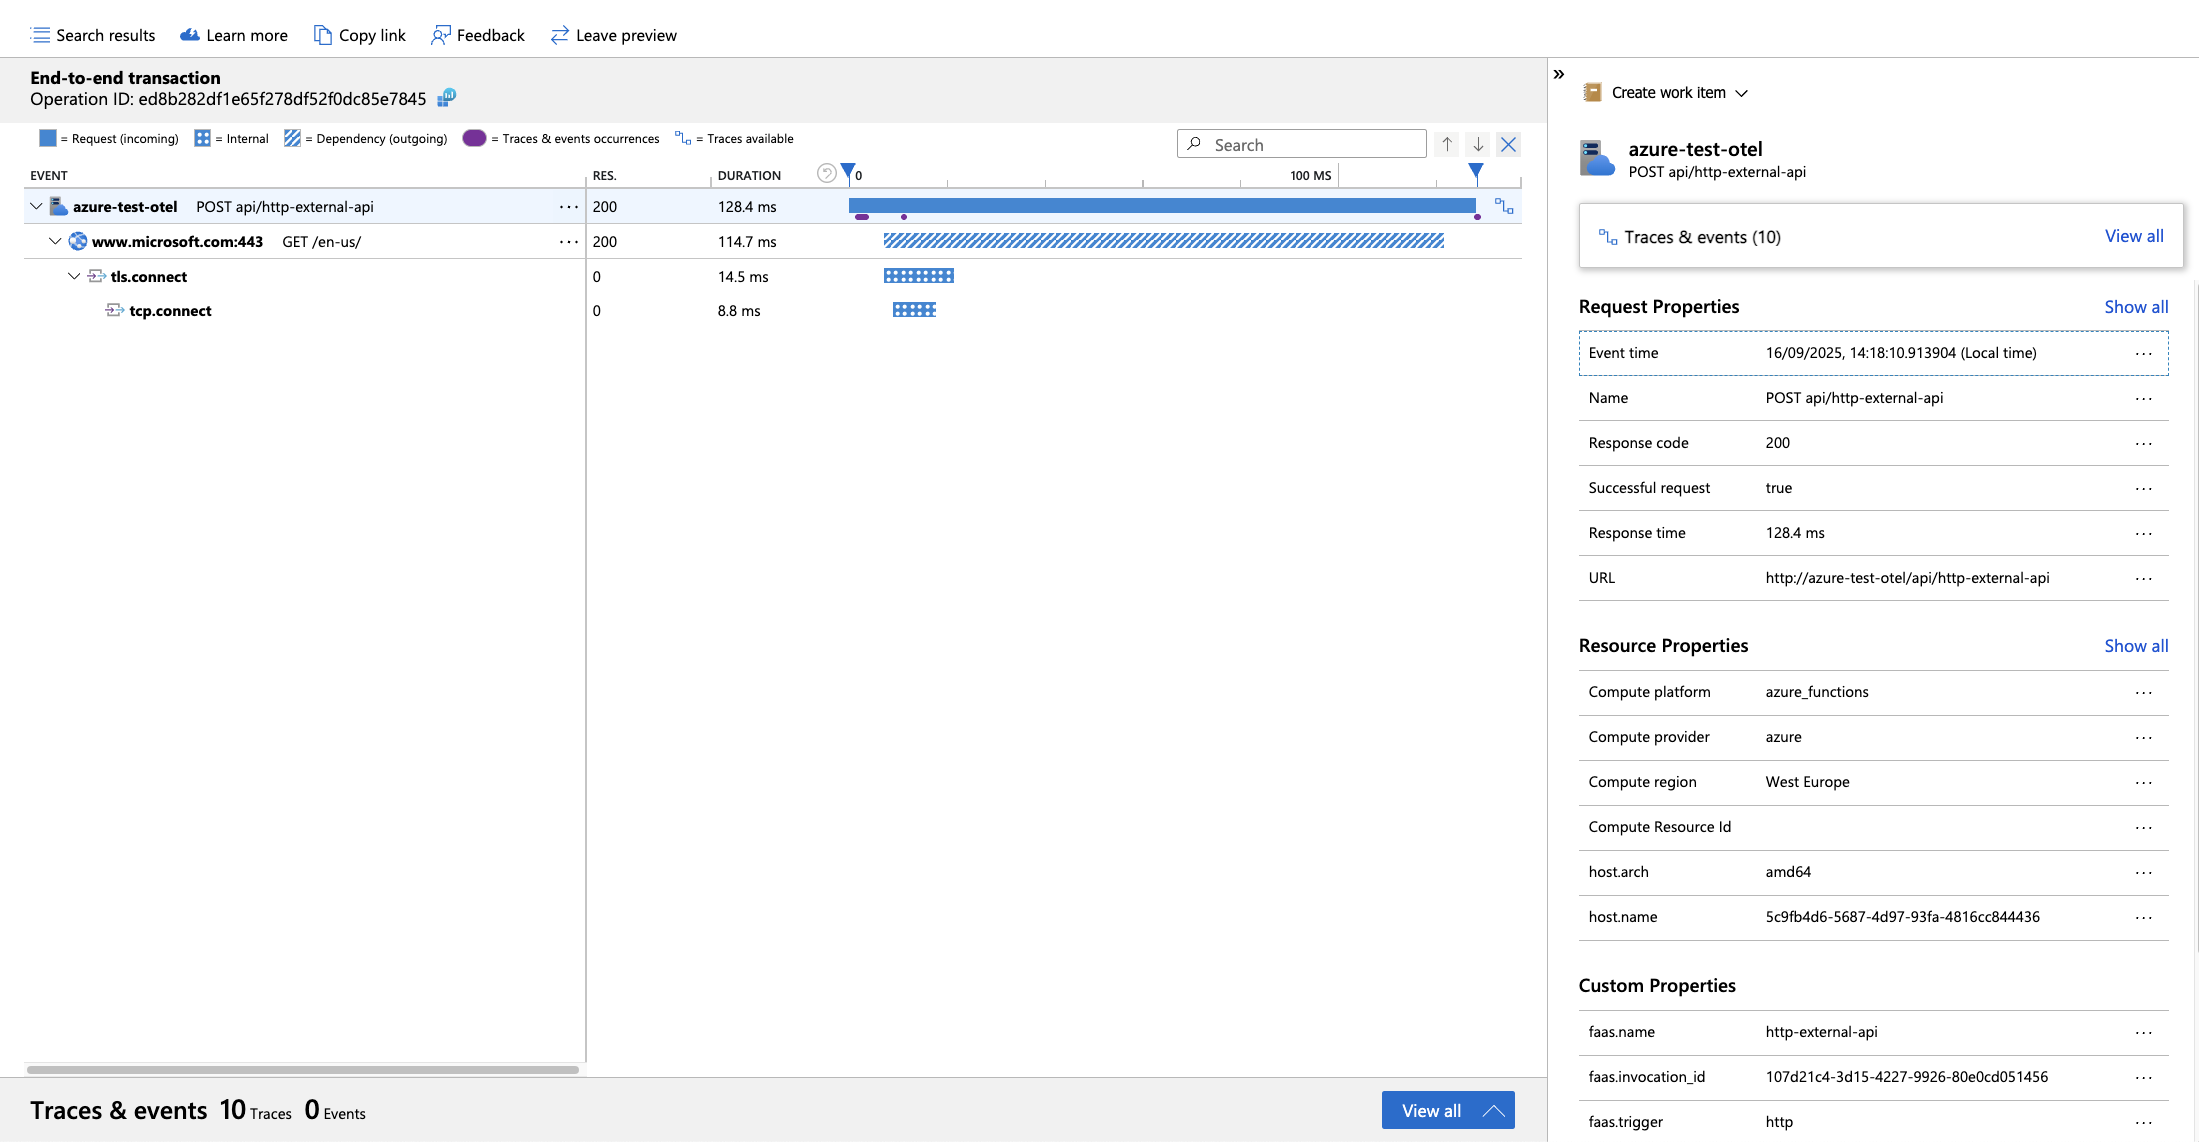 Search results Learn more Copy link Feedback Leave preview
End-to-end transaction
Operation ID: ed8b282df1e65f278df52f0dc85e7845
= Request (incoming) = Internal = Dependency (outgoing) = Traces & events occurrences = Traces available
Search
EVENT RES. DURATION 0 100 MS
azure-test-otel POST api/http-external-api ... 200 128.4 ms
www.microsoft.com:443 GET /en-us/ ... 200 114.7 ms
tls.connect 0 14.5 ms
tcp.connect 0 8.8 ms
Traces & events 10 Traces 0 Events
View all
Create work item
azure-test-otel
POST api/http-external-api
Traces & events (10) View all
Request Properties Show all
Event time 16/09/2025, 14:18:10.913904 (Local time) ...
Name POST api/http-external-api ...
Response code 200 ...
Successful request true ...
Response time 128.4 ms ...
URL http://azure-test-otel/api/http-external-api ...
Resource Properties Show all
Compute platform azure_functions ...
Compute provider azure ...
Compute region West Europe ...
Compute Resource Id ...
host.arch amd64 ...
host.name 5c9fb4d6-5687-4d97-93fa-4816cc844436 ...
Custom Properties
faas.name http-external-api ...
faas.invocation_id 107d21c4-3d15-4227-9926-80e0cd051456 ...
faas.trigger http ...